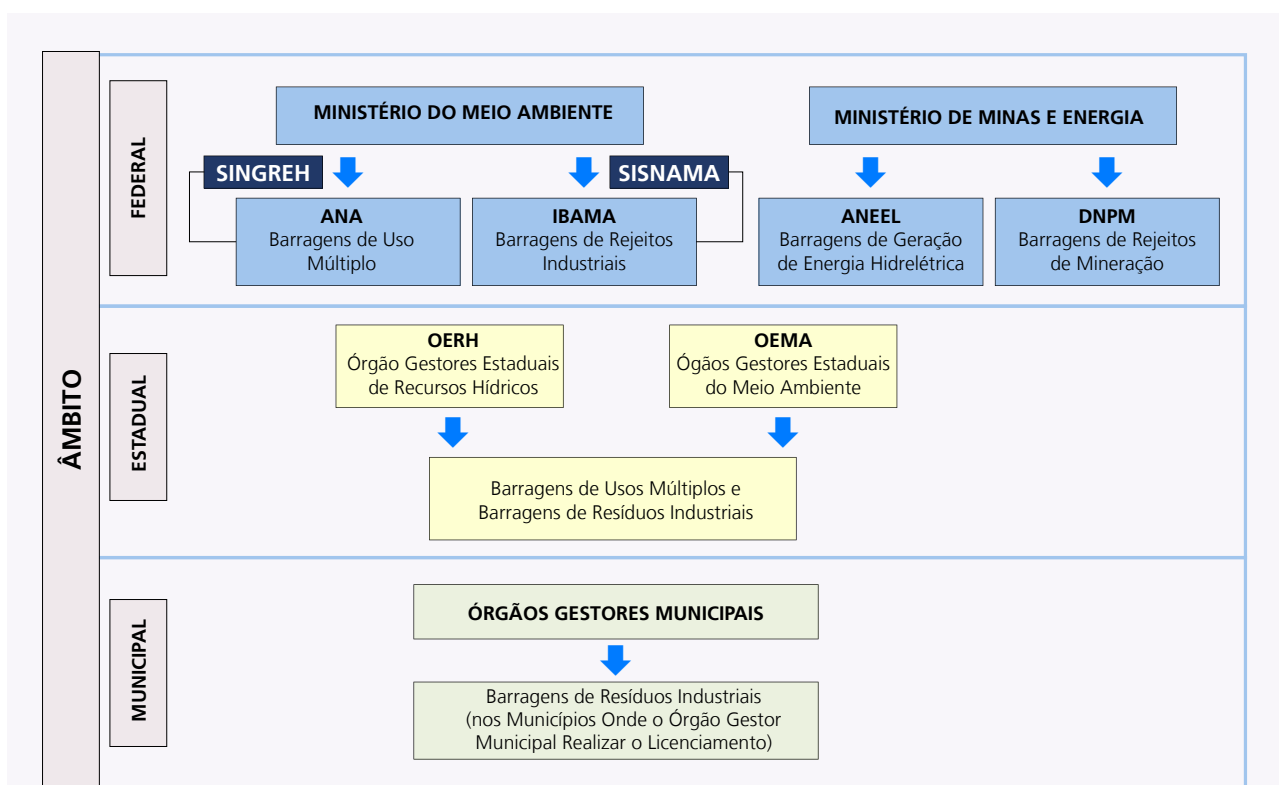 ÂMBITO
FEDERAL
MINISTÉRIO DO MEIO AMBIENTE
MINISTÉRIO DE MINAS E ENERGIA
SINGREH
SISNAMA
ANA
Barragens de Uso
Múltiplo
IBAMA
Barragens de Rejeitos
Industriais
ANEEL
Barragens de Geração
de Energia Hidrelétrica
DNPM
Barragens de Rejeitos
de Mineração
ESTADUAL
OERH
Órgão Gestores Estaduais
de Recursos Hídricos
OEMA
Ógãos Gestores Estaduais
do Meio Ambiente
Barragens de Usos Múltiplos e
Barragens de Resíduos Industriais
MUNICIPAL
ÓRGÃOS GESTORES MUNICIPAIS
Barragens de Resíduos Industriais
(nos Municípios Onde o Órgão Gestor
Municipal Realizar o Licenciamento)